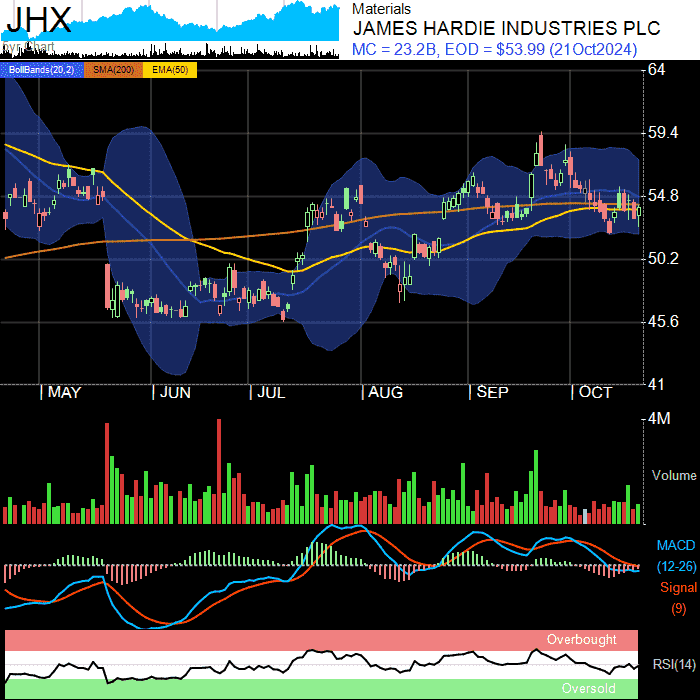 JHX
Materials
JAMES HARDIE INDUSTRIES PLC
MC = 23.2B, EOD = $53.99 (21Oct2024)
Chart
BollBands(20,2) SMA(200) EMA(50)
64
59.4
54.8
50.2
45.6
41
MAY JUN JUL AUG SEP OCT
4M
Volume
MACD
(12-26)
Signal
(9)
Overbought
RSI(14)
Oversold